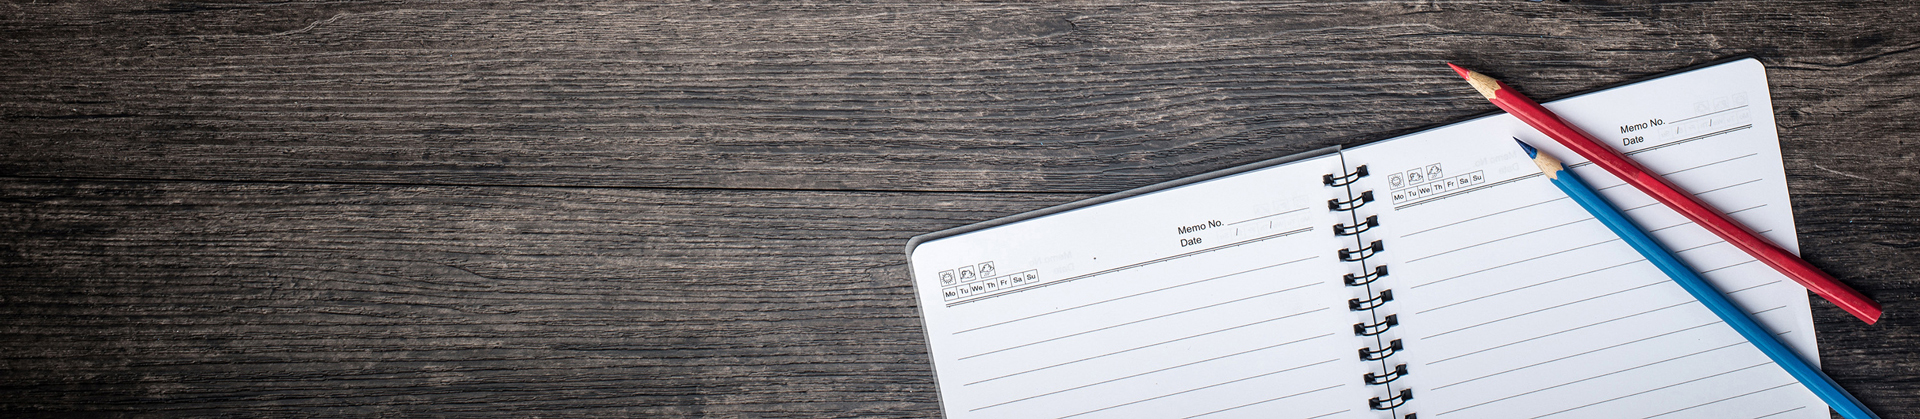 Memo No.
Date / /
Mo Tu We Th Fr Sa Su
Memo No.
Date / /
Mo Tu We Th Fr Sa Su